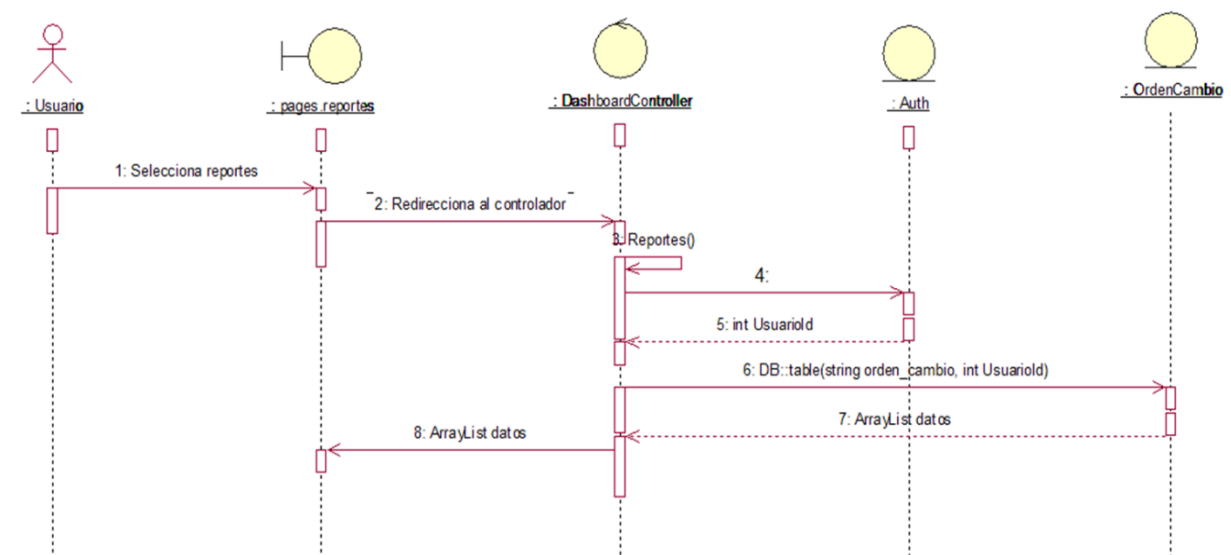 : Usuario
: pages.reportes
: DashboardController
: Auth
: OrdenCambio
1: Selecciona reportes
2: Redirecciona al controlador
3: Reportes()
4:
5: int UsuarioId
6: DB::table(string orden_cambio, int UsuarioId)
7: ArrayList datos
8: ArrayList datos